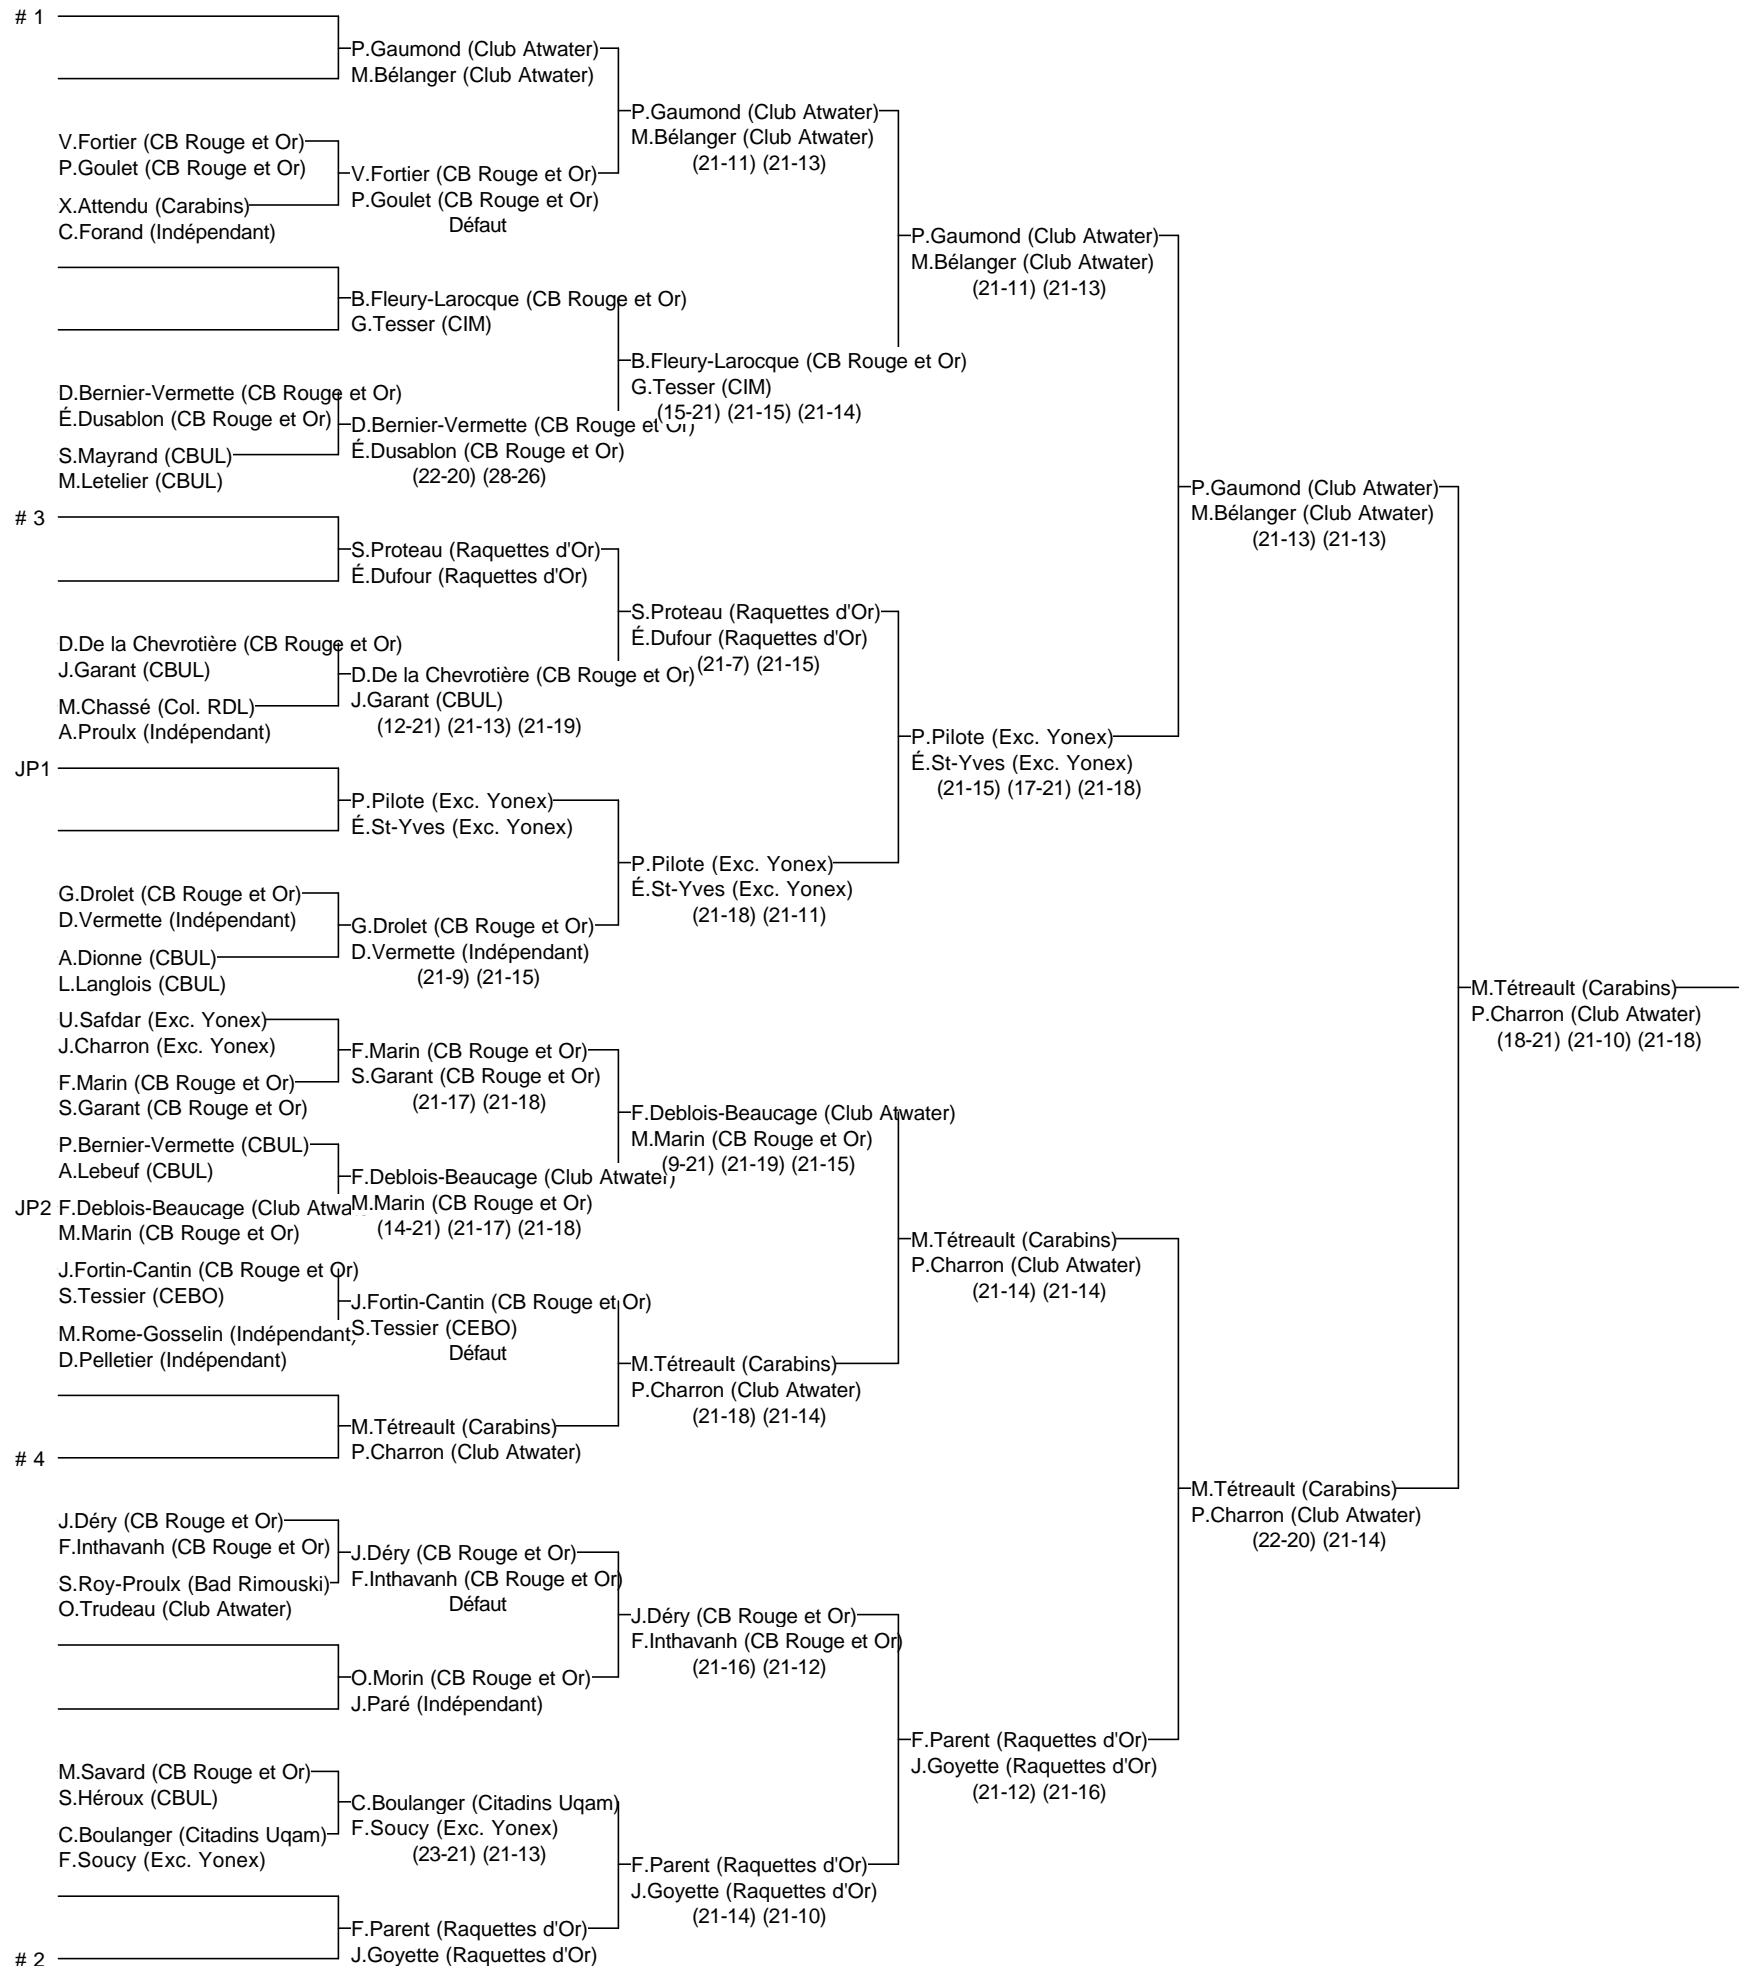 # 1
P.Gaumond (Club Atwater)
M.Bélanger (Club Atwater)
P.Gaumond (Club Atwater)
M.Bélanger (Club Atwater)
(21-11) (21-13)
V.Fortier (CB Rouge et Or)
P.Goulet (CB Rouge et Or)
V.Fortier (CB Rouge et Or)
P.Goulet (CB Rouge et Or)
Défaut
X.Attendu (Carabins)
C.Forand (Indépendant)
P.Gaumond (Club Atwater)
M.Bélanger (Club Atwater)
(21-11) (21-13)
B.Fleury-Larocque (CB Rouge et Or)
G.Tesser (CIM)
B.Fleury-Larocque (CB Rouge et Or)
G.Tesser (CIM)
(15-21) (21-15) (21-14)
D.Bernier-Vermette (CB Rouge et Or)
É.Dusablon (CB Rouge et Or)
D.Bernier-Vermette (CB Rouge et Or)
É.Dusablon (CB Rouge et Or)
(22-20) (28-26)
S.Mayrand (CBUL)
M.Letelier (CBUL)
P.Gaumond (Club Atwater)
M.Bélanger (Club Atwater)
(21-13) (21-13)
# 3
S.Proteau (Raquettes d'Or)
É.Dufour (Raquettes d'Or)
S.Proteau (Raquettes d'Or)
É.Dufour (Raquettes d'Or)
(21-7) (21-15)
D.De la Chevrotière (CB Rouge et Or)
J.Garant (CBUL)
D.De la Chevrotière (CB Rouge et Or)
J.Garant (CBUL)
(12-21) (21-13) (21-19)
M.Chassé (Col. RDL)
A.Proulx (Indépendant)
P.Pilote (Exc. Yonex)
É.St-Yves (Exc. Yonex)
(21-15) (17-21) (21-18)
JP1
P.Pilote (Exc. Yonex)
É.St-Yves (Exc. Yonex)
P.Pilote (Exc. Yonex)
É.St-Yves (Exc. Yonex)
(21-18) (21-11)
G.Drolet (CB Rouge et Or)
D.Vermette (Indépendant)
G.Drolet (CB Rouge et Or)
D.Vermette (Indépendant)
(21-9) (21-15)
A.Dionne (CBUL)
L.Langlois (CBUL)
M.Tétreault (Carabins)
P.Charron (Club Atwater)
(18-21) (21-10) (21-18)
U.Safdar (Exc. Yonex)
J.Charron (Exc. Yonex)
F.Marin (CB Rouge et Or)
S.Garant (CB Rouge et Or)
(21-17) (21-18)
F.Marin (CB Rouge et Or)
S.Garant (CB Rouge et Or)
F.Deblois-Beaucage (Club Atwater)
M.Marin (CB Rouge et Or)
(9-21) (21-19) (21-15)
P.Bernier-Vermette (CBUL)
A.Lebeuf (CBUL)
F.Deblois-Beaucage (Club Atwater)
M.Marin (CB Rouge et Or)
(14-21) (21-17) (21-18)
JP2 F.Deblois-Beaucage (Club Atwa
M.Marin (CB Rouge et Or)
M.Tétreault (Carabins)
P.Charron (Club Atwater)
(21-14) (21-14)
J.Fortin-Cantin (CB Rouge et Or)
S.Tessier (CEBO)
J.Fortin-Cantin (CB Rouge et Or)
S.Tessier (CEBO)
Défaut
M.Rome-Gosselin (Indépendant)
D.Pelletier (Indépendant)
M.Tétreault (Carabins)
P.Charron (Club Atwater)
(21-18) (21-14)
M.Tétreault (Carabins)
P.Charron (Club Atwater)
# 4
M.Tétreault (Carabins)
P.Charron (Club Atwater)
(22-20) (21-14)
J.Déry (CB Rouge et Or)
F.Inthavanh (CB Rouge et Or)
J.Déry (CB Rouge et Or)
F.Inthavanh (CB Rouge et Or)
Défaut
S.Roy-Proulx (Bad Rimouski)
O.Trudeau (Club Atwater)
J.Déry (CB Rouge et Or)
F.Inthavanh (CB Rouge et Or)
(21-16) (21-12)
O.Morin (CB Rouge et Or)
J.Paré (Indépendant)
F.Parent (Raquettes d'Or)
J.Goyette (Raquettes d'Or)
(21-12) (21-16)
M.Savard (CB Rouge et Or)
S.Héroux (CBUL)
C.Boulanger (Citadins Uqam)
F.Soucy (Exc. Yonex)
(23-21) (21-13)
C.Boulanger (Citadins Uqam)
F.Soucy (Exc. Yonex)
F.Parent (Raquettes d'Or)
J.Goyette (Raquettes d'Or)
(21-14) (21-10)
F.Parent (Raquettes d'Or)
J.Goyette (Raquettes d'Or)
# 2